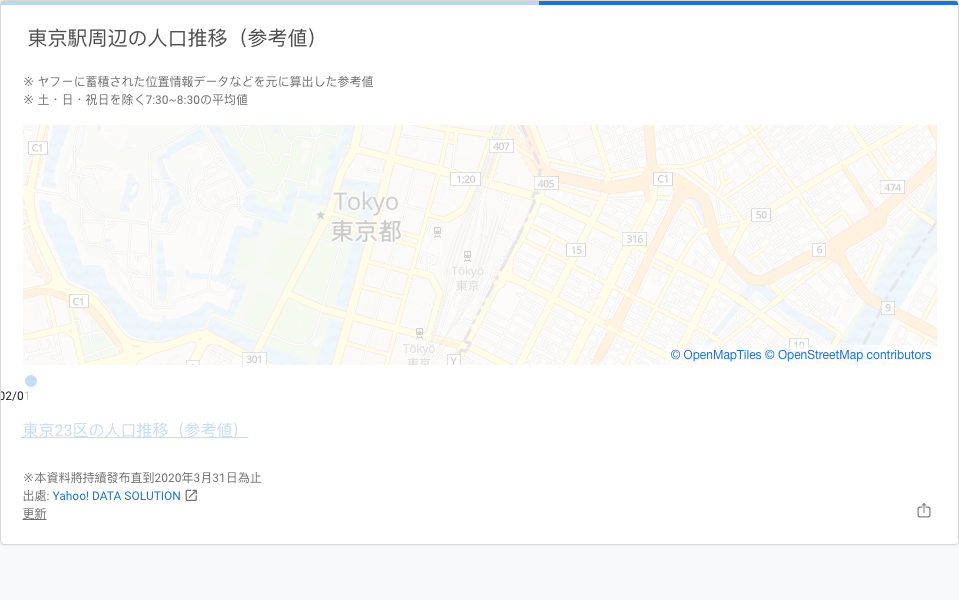 東京駅周辺の人口推移（参考値）
※ ヤフーに蓄積された位置情報データなどを元に算出した参考値
※ 土・日・祝日を除く7:30~8:30の平均値
C1
407
1;20
405
C1
474
Tokyo
東京都
50
316
15
6
Tōkyō
東京
C1
9
Tōkyō
東京
Y
301
10
© OpenMapTiles © OpenStreetMap contributors
02/01
東京23区の人口推移（参考値）
※本資料將持續發布直到2020年3月31日為止
出處: Yahoo! DATA SOLUTION
更新